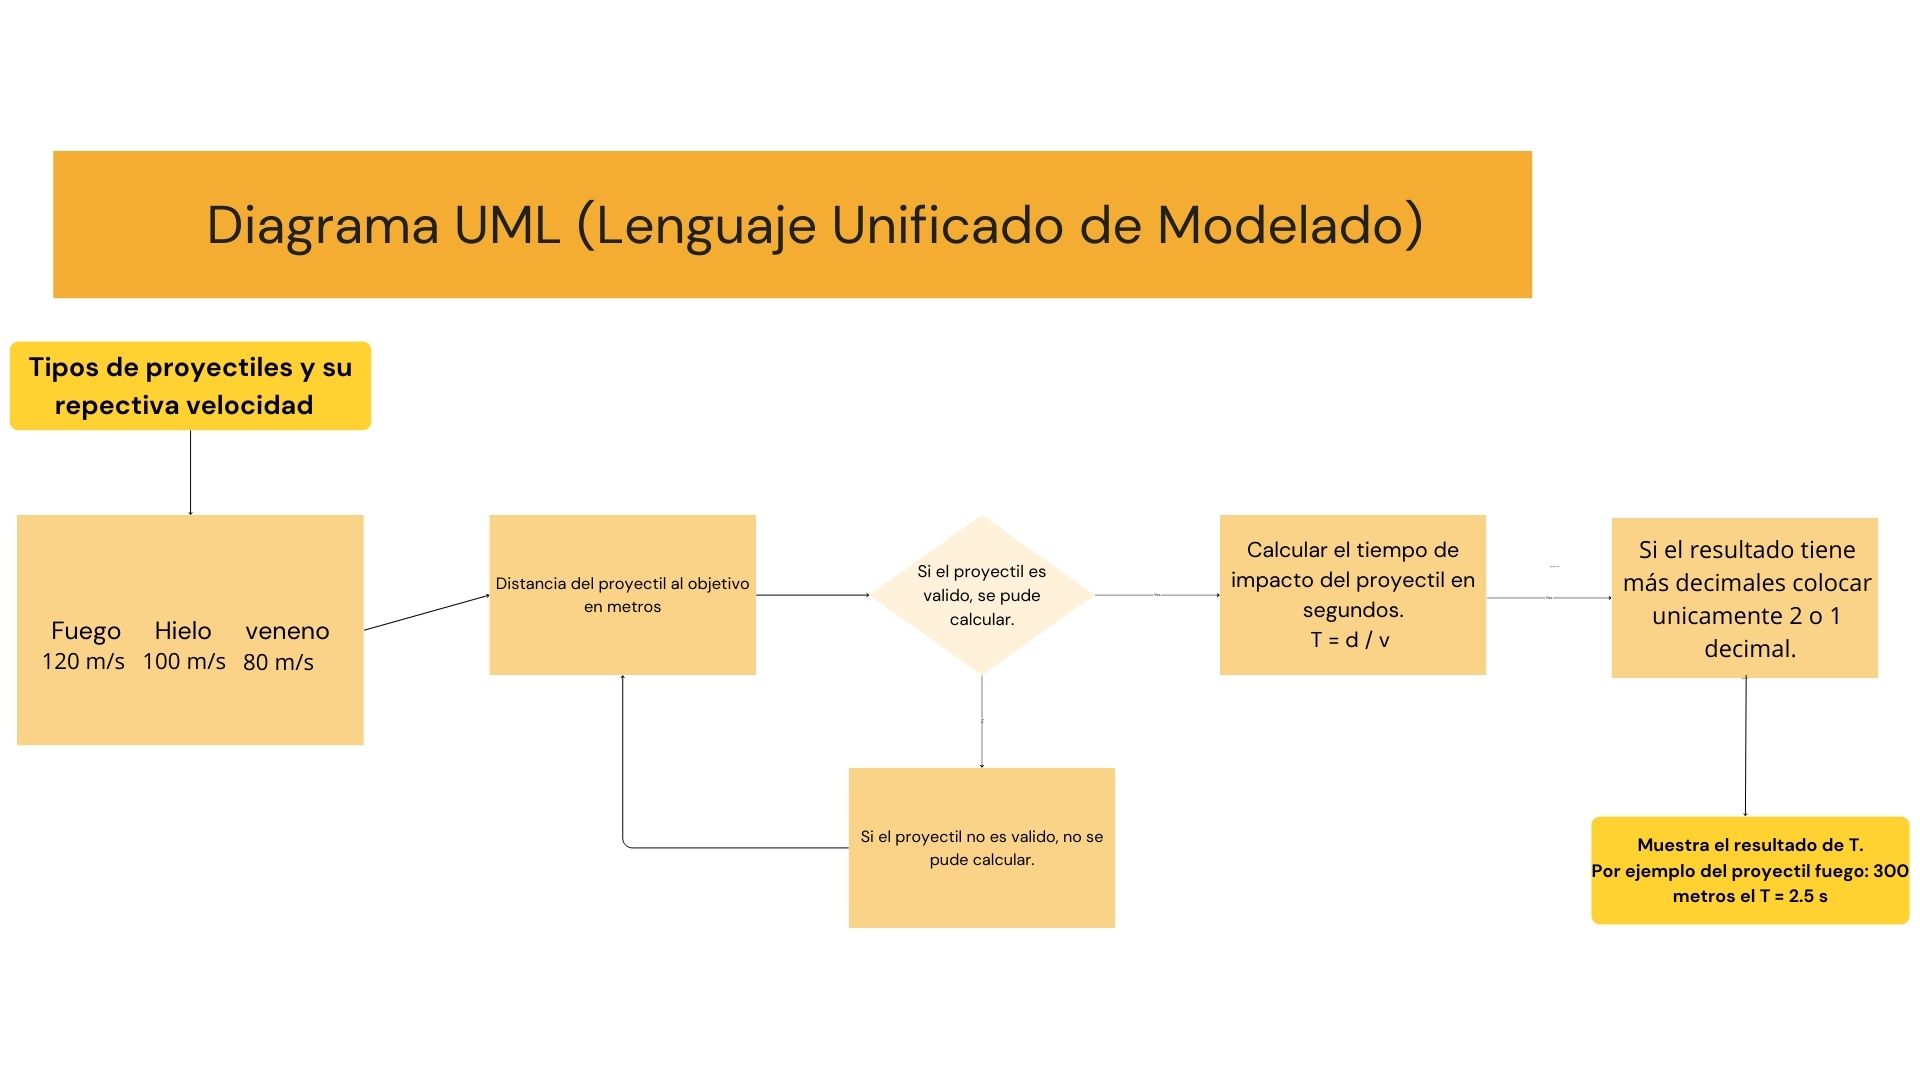 Diagrama UML (Lenguaje Unificado de Modelado)
Tipos de proyectiles y su
repectiva velocidad
Fuego Hielo veneno
120 m/s 100 m/s 80 m/s
Distancia del proyectil al objetivo
en metros
Si el proyectil es
valido, se pude
calcular.
Calcular el tiempo de
impacto del proyectil en
segundos.
T = d / v
Si el resultado tiene
más decimales colocar
unicamente 2 o 1
decimal.
Si el proyectil no es valido, no se
pude calcular.
Muestra el resultado de T.
Por ejemplo del proyectil fuego: 300
metros el T = 2.5 s